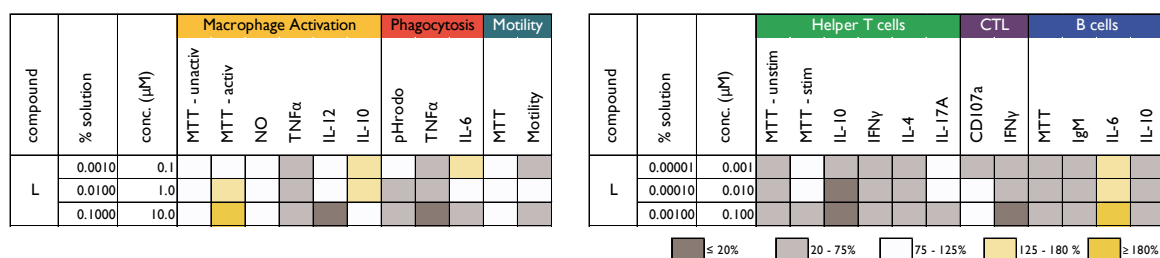 Macrophage Activation Phagocytosis Motility
compound % solution conc. (µM) MTT - unactiv MTT - activ NO TNFα IL-12 IL-10 pHrodo TNFα IL-6 MTT Motility
0.0010 0.1
L 0.0100 1.0
0.1000 10.0
Helper T cells CTL B cells
compound % solution conc. (µM) MTT - unstim MTT - stim IL-10 IFNγ IL-4 IL-17A CD107a IFNγ MTT IgM IL-6 IL-10
0.00001 0.001
L 0.00010 0.010
0.00100 0.100
≤ 20% 20 - 75% 75 - 125% 125 - 180 % ≥ 180%